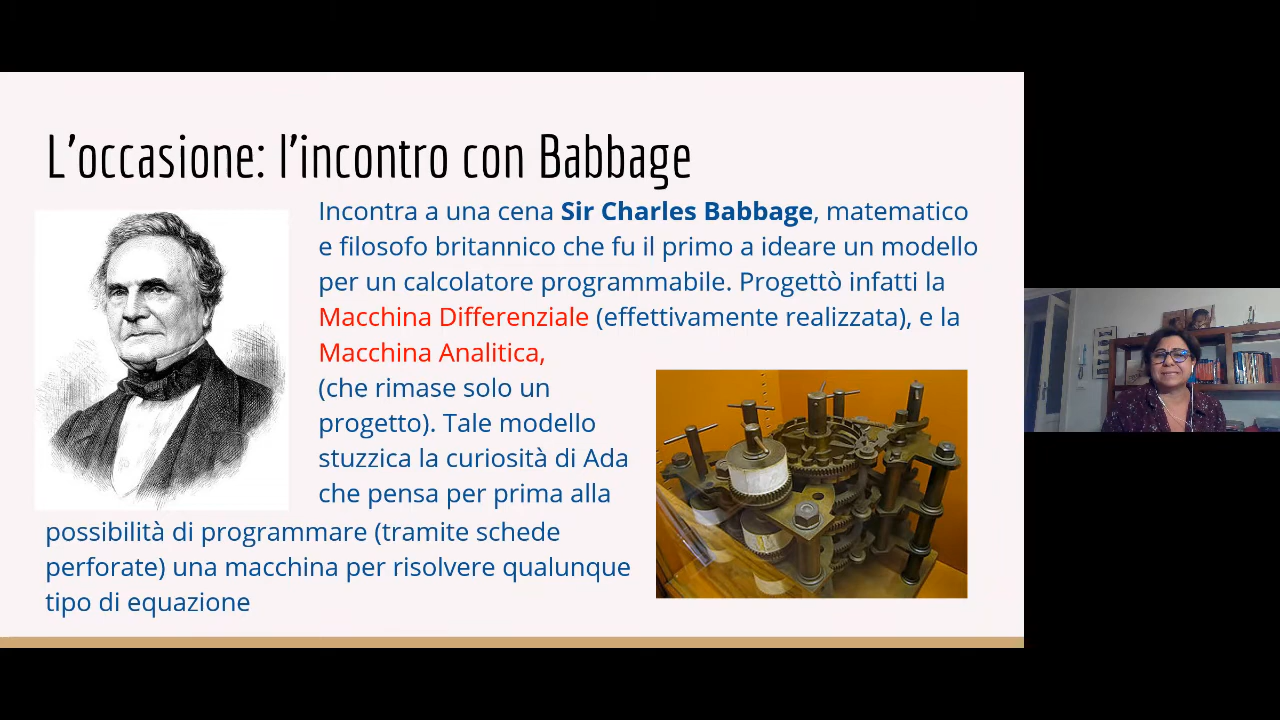 L'occasione: l'incontro con Babbage
Incontra a una cena Sir Charles Babbage, matematico
e filosofo britannico che fu il primo a ideare un modello
per un calcolatore programmabile. Progettò infatti la
Macchina Differenziale (effettivamente realizzata), e la
Macchina Analitica,
(che rimase solo un
progetto). Tale modello
stuzzica la curiosità di Ada
che pensa per prima alla
possibilità di programmare (tramite schede
perforate) una macchina per risolvere qualunque
tipo di equazione